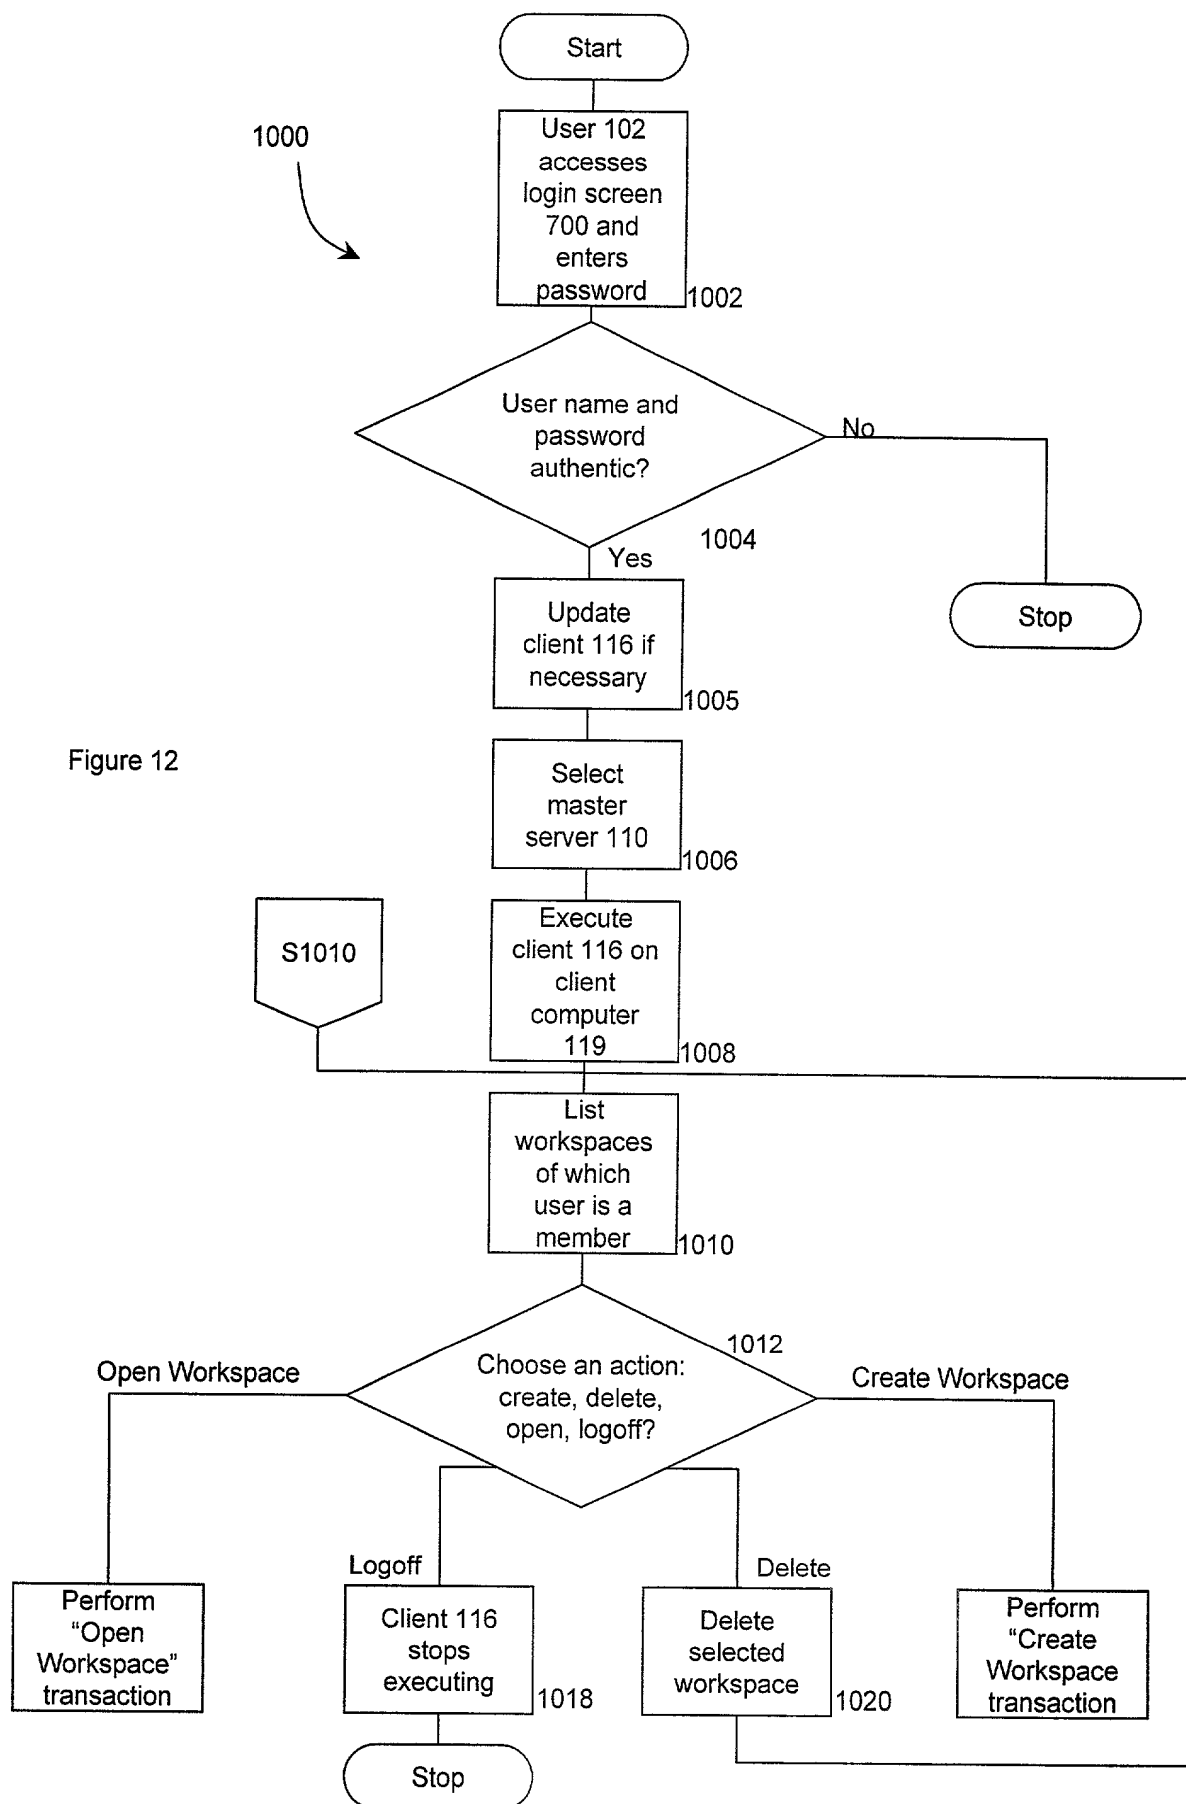 Start
1000
User 102
accesses
login screen
700 and
enters
password
1002
User name and
password
authentic?
No
1004
Yes
Stop
Update
client 116 if
necessary
1005
Figure 12
Select
master
server 110
1006
S1010
Execute
client 116 on
client
computer
119
1008
List
workspaces
of which
user is a
member
1010
1012
Choose an action:
create, delete,
open, logoff?
Open Workspace
Create Workspace
Logoff
Delete
Perform
“Open
Workspace”
transaction
Client 116
stops
executing
1018
Delete
selected
workspace
1020
Perform
“Create
Workspace
transaction
Stop